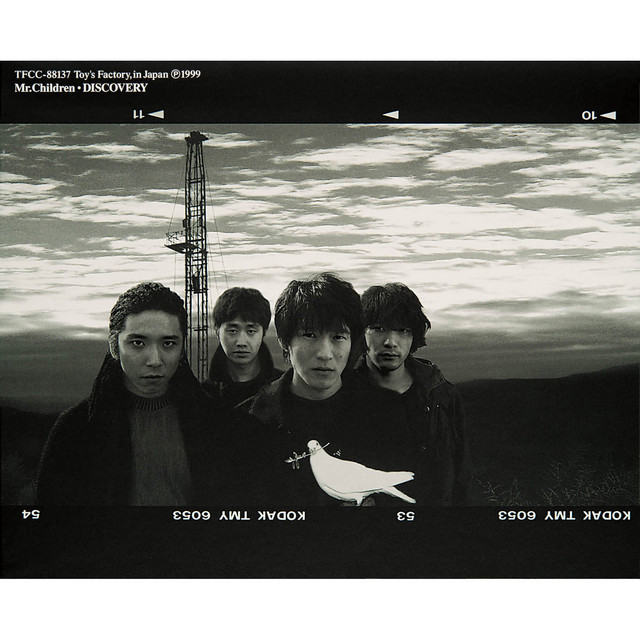 TFCC-88137 Toy's Factory, in Japan ℗1999
Mr.Children • DISCOVERY
11 10
54 KODAK TMY 6053 53 KODAK TMY 6053